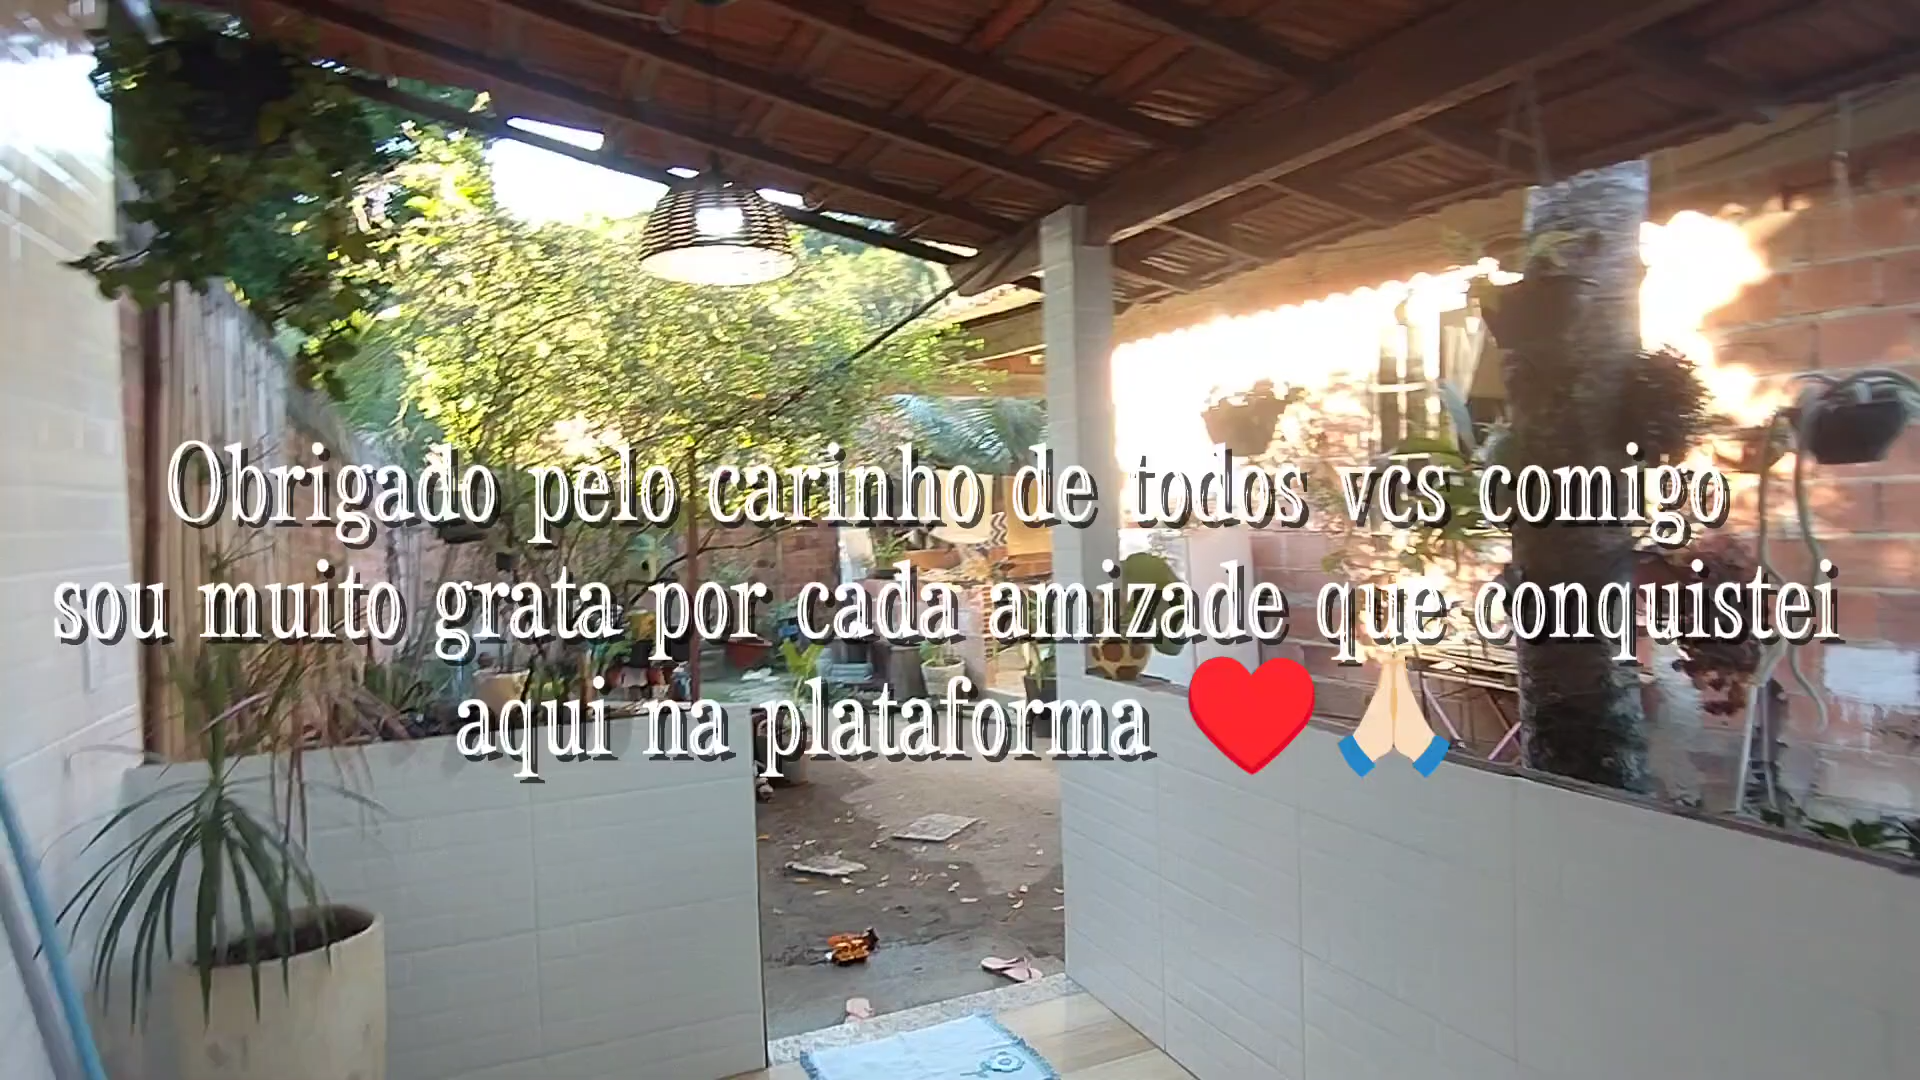 Obrigado pelo carinho de todos vcs comigo
sou muito grata por cada amizade que conquistei
aqui na plataforma ❤️🙏🏻